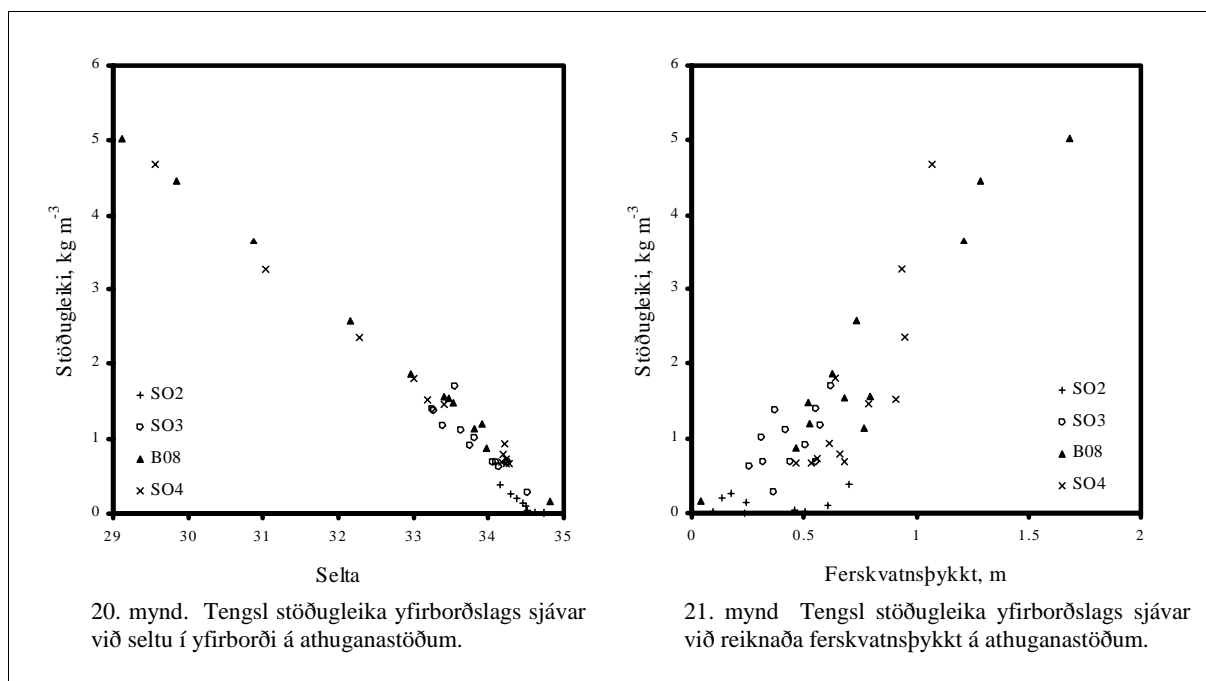 6
5
4
3
2
1
0
Stöðugleiki, kg m⁻³
+ SO2
○ SO3
▲ B08
× SO4
29 30 31 32 33 34 35
Selta
20. mynd. Tengsl stöðugleika yfirborðslags sjávar
við seltu í yfirborði á athuganastöðum.
6
5
4
3
2
1
0
Stöðugleiki, kg m⁻³
+ SO2
○ SO3
▲ B08
× SO4
0 0.5 1 1.5 2
Ferskvatnsþykkt, m
21. mynd Tengsl stöðugleika yfirborðslags sjávar
við reiknaða ferskvatnsþykkt á athuganastöðum.